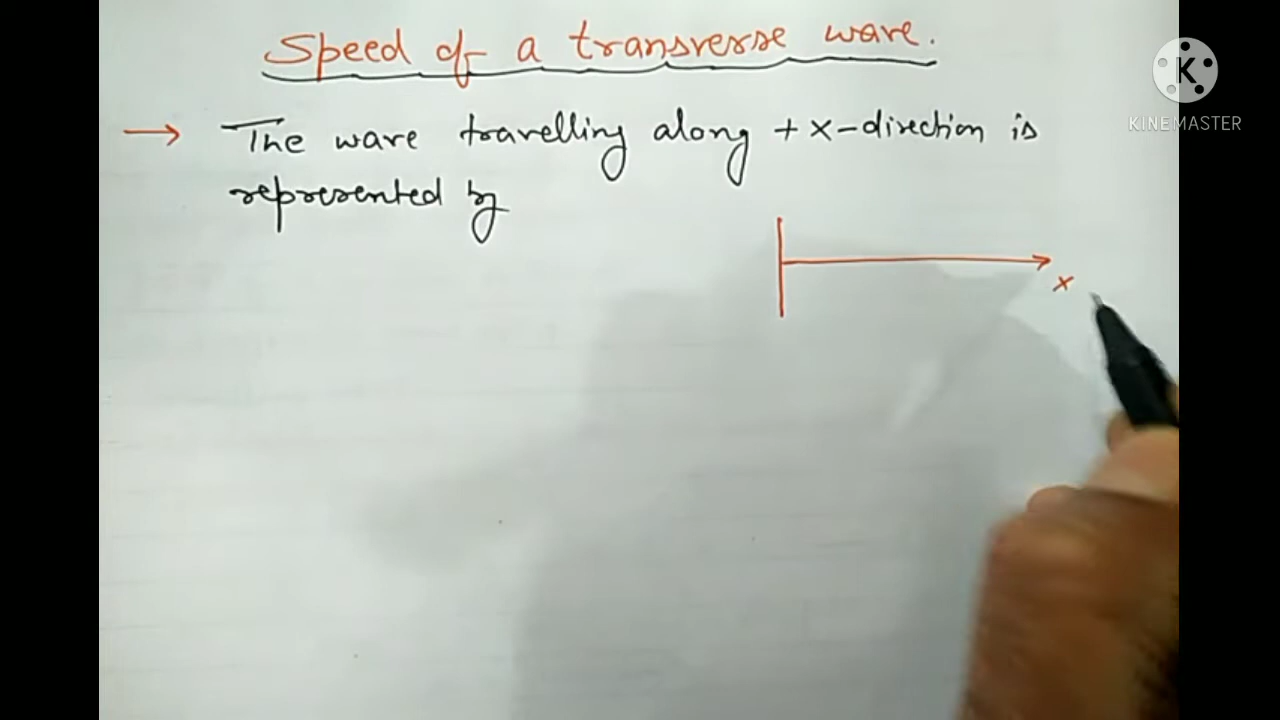 Speed of a transverse wave.
K
KINEMASTER
→ The wave travelling along + x-direction is
represented by
x